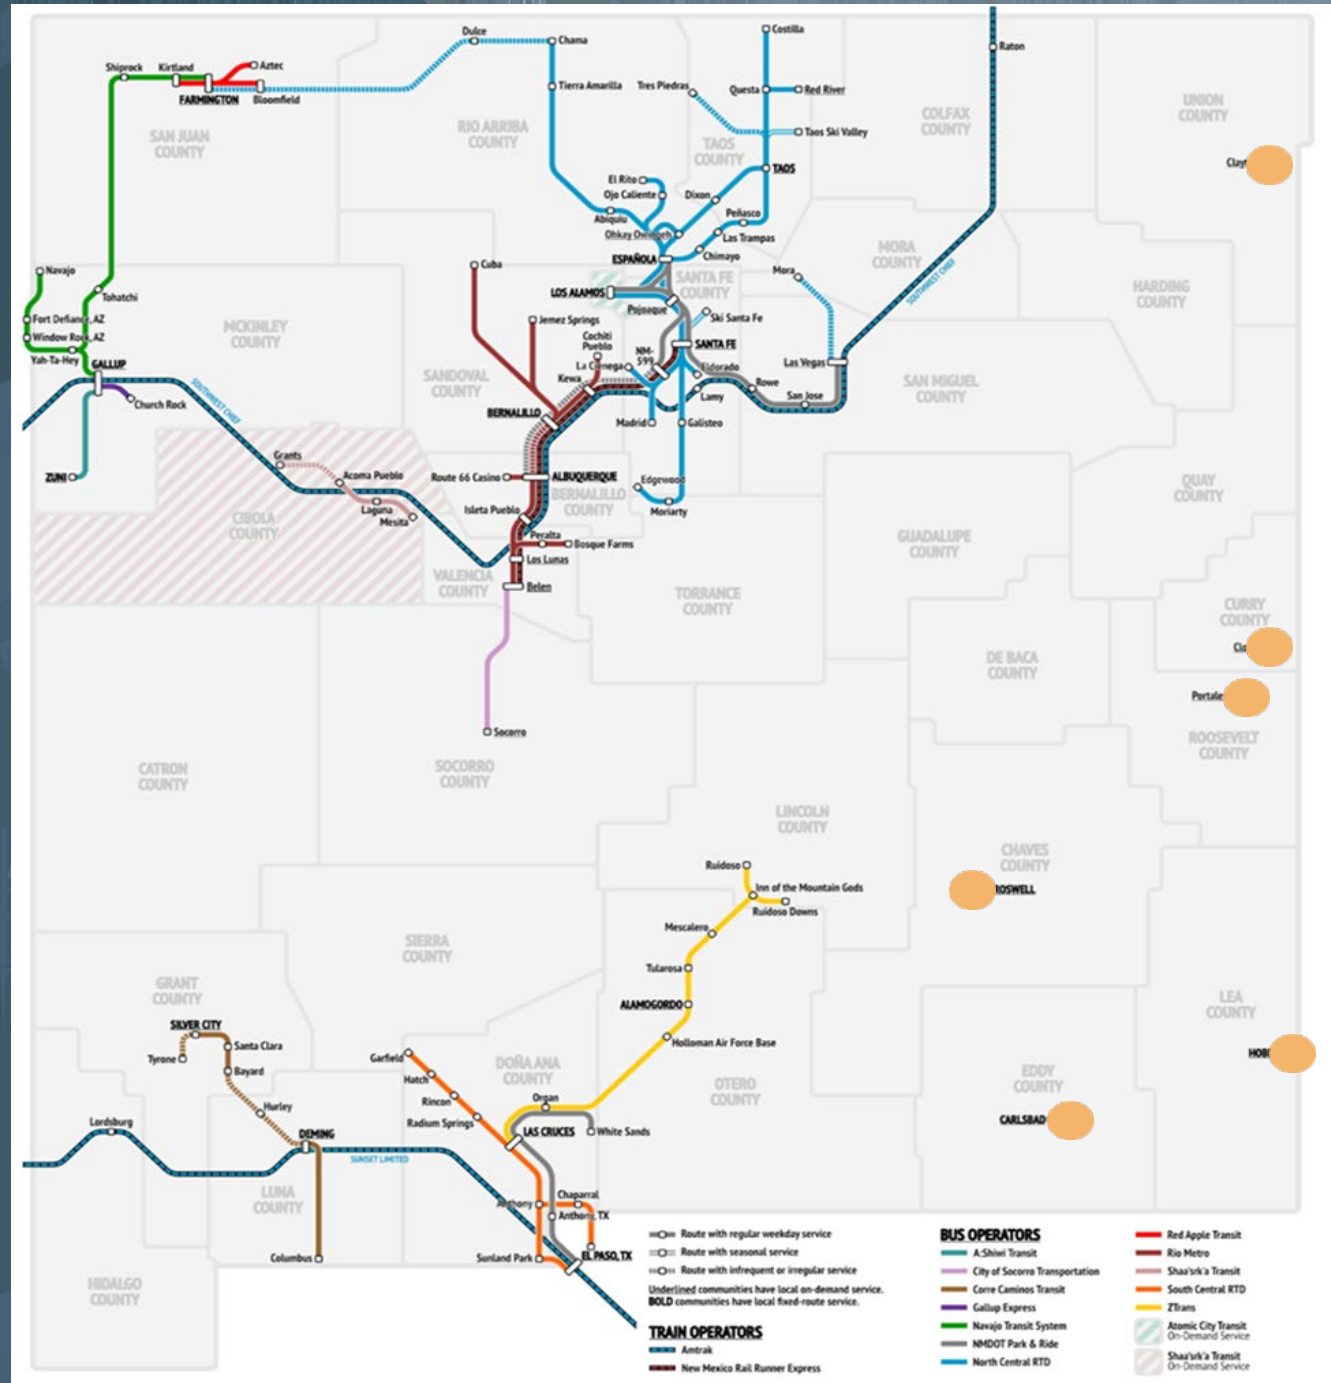 Costilla
Dulce
Chama
Raton
Shiprock
Kirtland
Aztec
FARMINGTON
Bloomfield
Tierra Amarilla
Tres Piedras
Questa
Red River
UNION
COUNTY
SAN JUAN
COUNTY
RIO ARRIBA
COUNTY
TAOS
COUNTY
COLFAX
COUNTY
Taos Ski Valley
TAOS
El Rito
Ojo Caliente
Dixon
Abiquiu
Peñasco
Ohkay Owingeh
Las Trampas
ESPAÑOLA
Chimayo
MORA
COUNTY
Mora
Navajo
Cuba
LOS ALAMOS
SANTA FE
COUNTY
SOUTHWEST CHIEF
HARDING
COUNTY
Tohatchi
Pojoaque
Ski Santa Fe
Fort Defiance, AZ
Window Rock, AZ
Yah-Ta-Hey
GALLUP
MCKINLEY
COUNTY
Jemez Springs
Cochiti
Pueblo
NM-
599
SANTA FE
La Cienega
Eldorado
Las Vegas
Kewa
Rowe
SANDOVAL
COUNTY
SAN MIGUEL
COUNTY
Church Rock
SOUTHWEST CHIEF
Lamy
San Jose
BERNALILLO
Madrid
Galisteo
ZUNI
Grants
Acoma Pueblo
Route 66 Casino
ALBUQUERQUE
Edgewood
BERNALILLO
COUNTY
QUAY
COUNTY
Laguna
Mesita
Isleta Pueblo
Moriarty
CIBOLA
COUNTY
Peralta
Bosque Farms
GUADALUPE
COUNTY
Los Lunas
VALENCIA
COUNTY
Belen
TORRANCE
COUNTY
CURRY
COUNTY
DE BACA
COUNTY
Socorro
ROOSEVELT
COUNTY
CATRON
COUNTY
SOCORRO
COUNTY
LINCOLN
COUNTY
CHAVES
COUNTY
Ruidoso
Inn of the Mountain Gods
Ruidoso Downs
ROSWELL
Mescalero
SIERRA
COUNTY
Tularosa
GRANT
COUNTY
ALAMOGORDO
LEA
COUNTY
SILVER CITY
Santa Clara
Tyrone
Bayard
Holloman Air Force Base
Garfield
Hatch
DOÑA ANA
COUNTY
OTERO
COUNTY
EDDY
COUNTY
Rincon
Organ
Hurley
Radium Springs
Lordsburg
DEMING
LAS CRUCES
White Sands
CARLSBAD
SUNSET LIMITED
LUNA
COUNTY
Anthony
Chaparral
Anthony, TX
Columbus
Sunland Park
EL PASO, TX
HIDALGO
COUNTY
Route with regular weekday service
Route with seasonal service
Route with infrequent or irregular service
Underlined communities have local on-demand service.
BOLD communities have local fixed-route service.
TRAIN OPERATORS
Amtrak
New Mexico Rail Runner Express
BUS OPERATORS
A:Shiwi Transit
City of Socorro Transportation
Corre Caminos Transit
Gallup Express
Navajo Transit System
NMDOT Park & Ride
North Central RTD
Red Apple Transit
Rio Metro
Shaa'srk'a Transit
South Central RTD
ZTrans
Atomic City Transit
On-Demand Service
Shaa'srk'a Transit
On-Demand Service